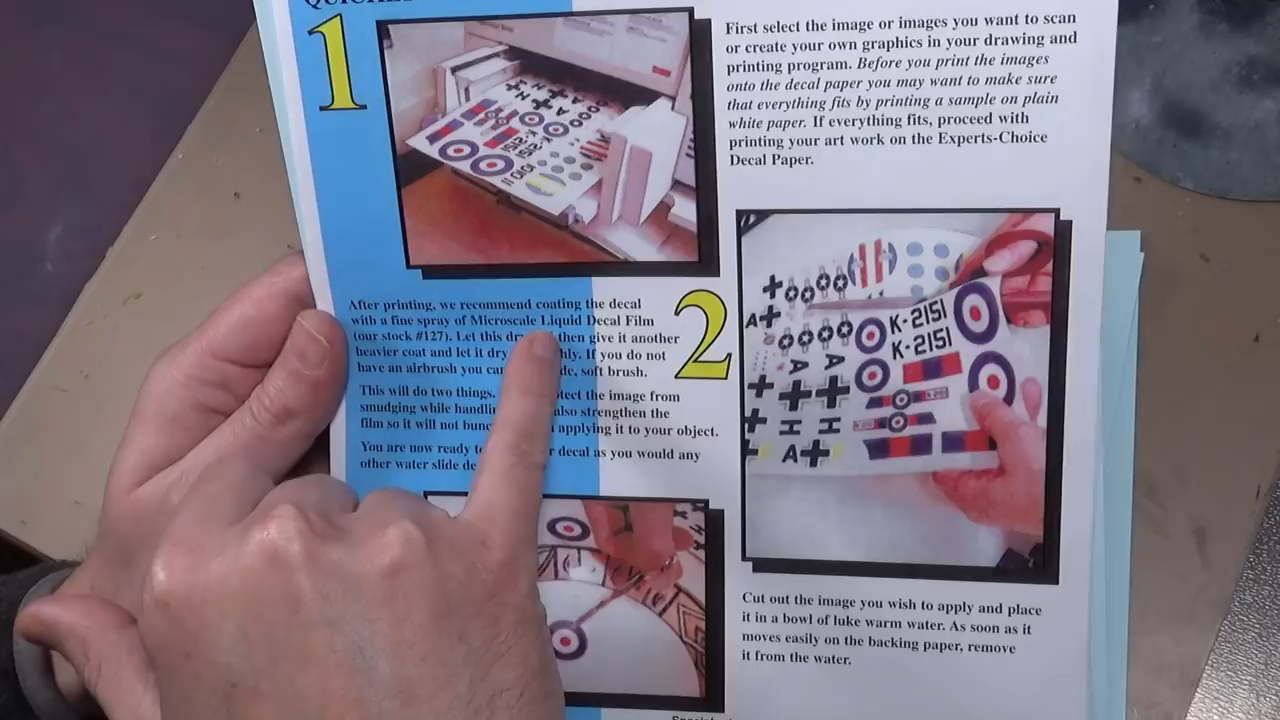 1
First select the image or images you want to scan
or create your own graphics in your drawing and
printing program. Before you print the images
onto the decal paper you may want to make sure
that everything fits by printing a sample on plain
white paper. If everything fits, proceed with
printing your art work on the Experts-Choice
Decal Paper.
After printing, we recommend coating the decal
with a fine spray of Microscale Liquid Decal Film
(our stock #127). Let this then give it another
heavier coat and let it dry If you do not
have an airbrush you soft brush.
This will do two things. the image from
smudging while also strengthen the
film so it will not applying it to your object.
You are now ready decal as you would any
other water slide
2
K-2151
K-2151
A
A
A
H
H
A
Cut out the image you wish to apply and place
it in a bowl of luke warm water. As soon as it
moves easily on the backing paper, remove
it from the water.